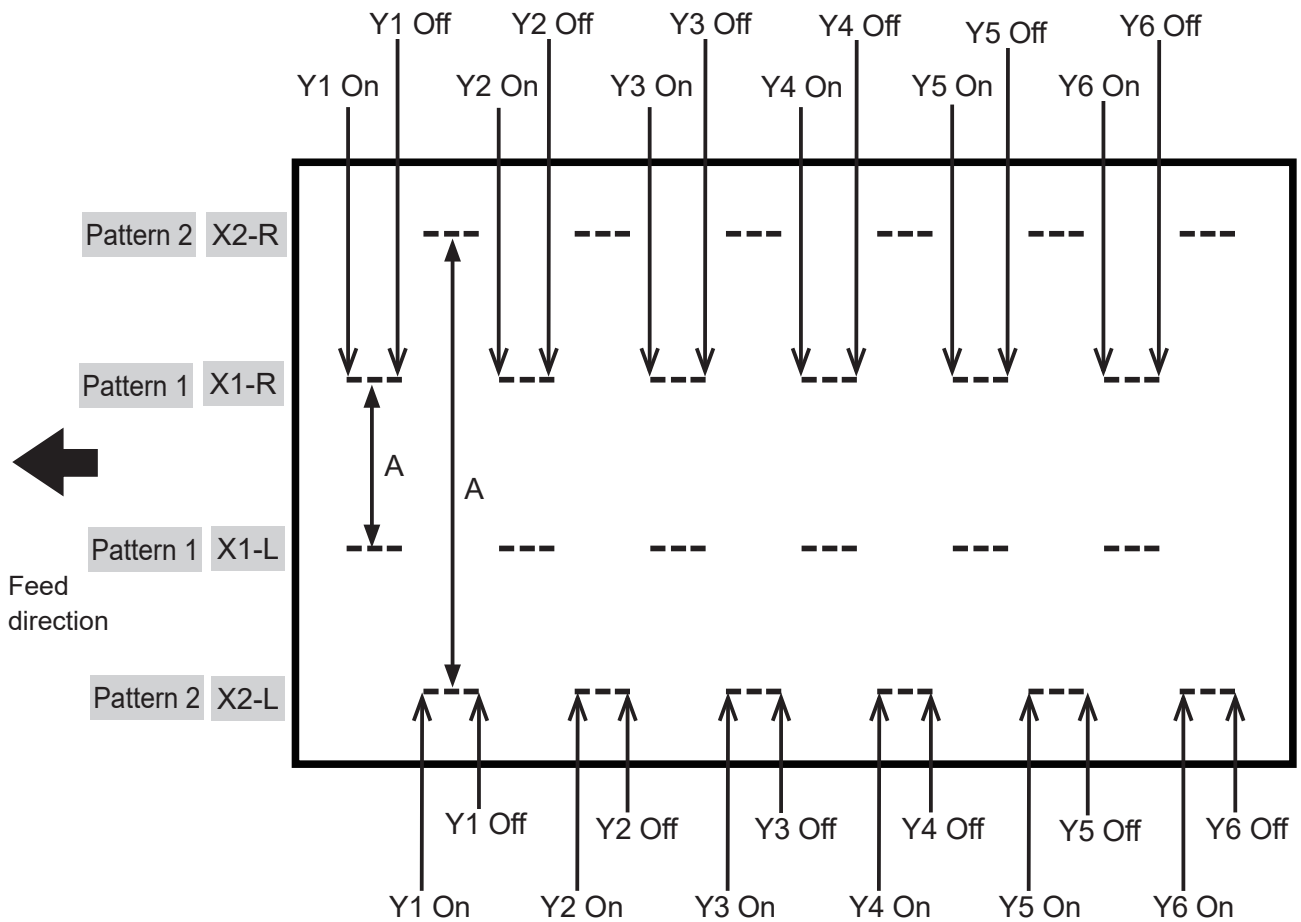 Y1 Off
Y2 Off
Y3 Off
Y4 Off
Y5 Off
Y6 Off
Y1 On
Y2 On
Y3 On
Y4 On
Y5 On
Y6 On
Pattern 2 X2-R
Pattern 1 X1-R
A
A
Pattern 1 X1-L
Feed
direction
Pattern 2 X2-L
Y1 Off
Y2 Off
Y3 Off
Y4 Off
Y5 Off
Y6 Off
Y1 On
Y2 On
Y3 On
Y4 On
Y5 On
Y6 On